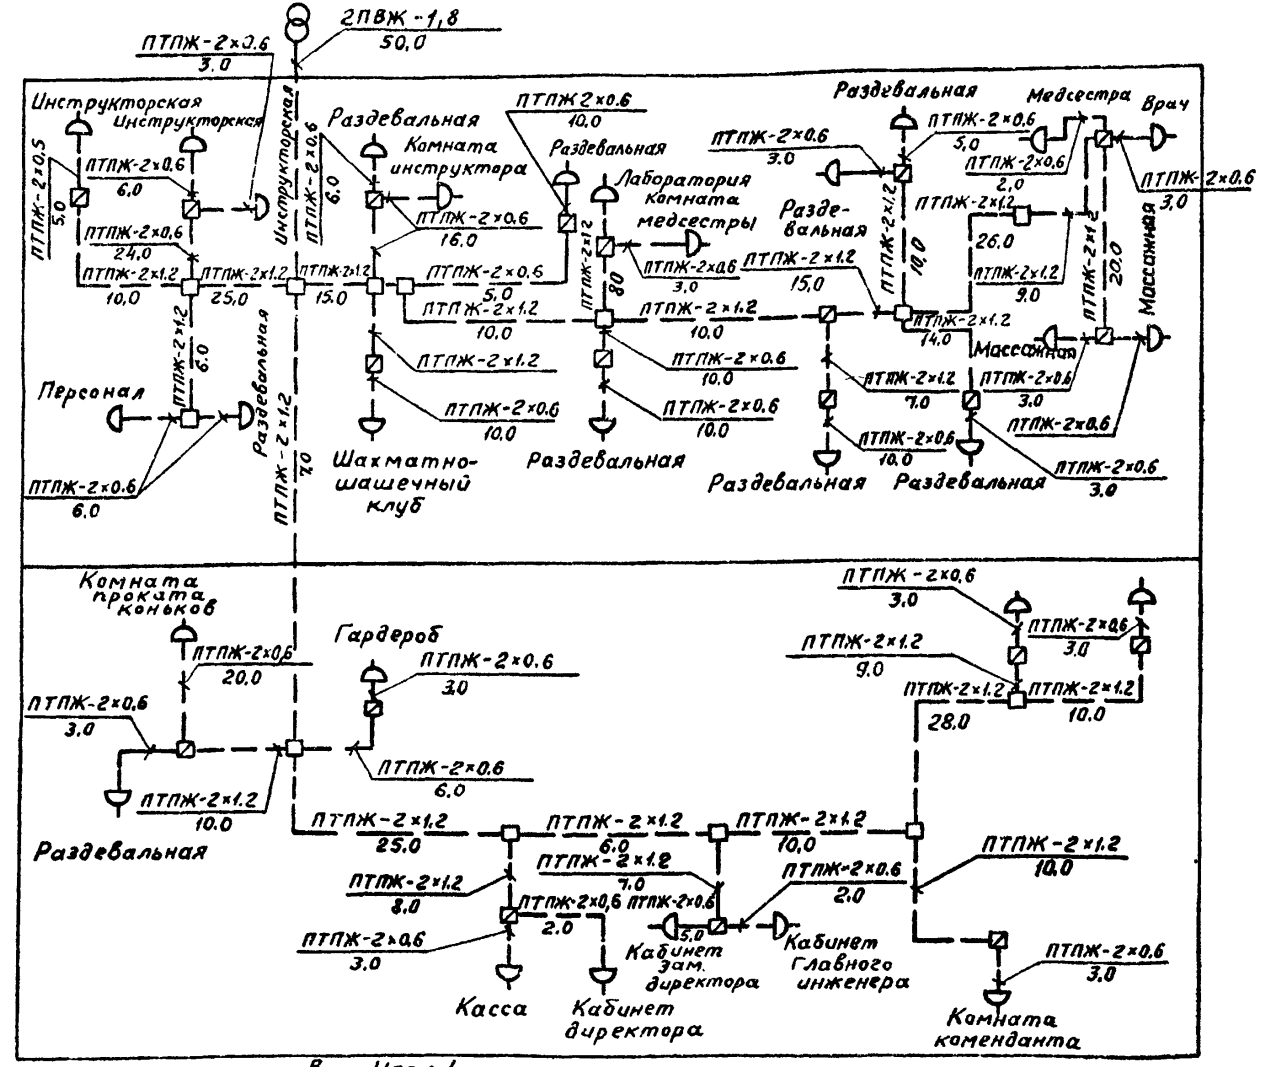 2ПВЖ-1,8
50,0
ПТПЖ-2×0.6
3.0
Инструкторская
Инструкторская
ПТПЖ-2×0.5
5.0
ПТПЖ-2×0.6
6.0
ПТПЖ-2×0.6
24.0
ПТПЖ-2×1.2
10,0
ПТПЖ-2×1.2
25,0
Инструкторская
ПТПЖ-2×0,6
6.0
Раздевальная
Комната
инструктора
ПТПЖ-2×0.6
16.0
ПТПЖ-2×1.2
15.0
ПТПЖ 2×0.6
10,0
Раздевальная
ПТПЖ-2×0.6
5,0
ПТПЖ-2×1.2
10.0
Лаборатория
комната
медсестры
ПТПЖ-2×1.2
80
ПТПЖ-2×0,6
3.0
ПТПЖ-2×1.2
10.0
Разде-
вальная
ПТПЖ-2×1.2
15,0
Раздевальная
ПТПЖ-2×0.6
3.0
ПТПЖ-2×0.6
5,0
ПТПЖ-2×1,2
10,0
Медсестра
Врач
ПТПЖ-2×0.6
2,0
ПТПЖ-2×0.6
3,0
ПТПЖ-2×1.2
26.0
ПТПЖ-2×1.2
9.0
ПТПЖ-2×1.2
20.0
Массажная
ПТПЖ-2×1.2
14.0
Массажная
ПТПЖ-2×0.6
3.0
ПТПЖ-2×0.6
ПТПЖ-2×1.2
6.0
Персонал
ПТПЖ-2×0.6
6.0
Раздевальная
ПТПЖ-2×1.2
7,0
ПТПЖ-2×1.2
ПТПЖ-2×0.6
10.0
Шахматно-
шашечный
клуб
ПТПЖ-2×0.6
10.0
ПТПЖ-2×0.6
10.0
Раздевальная
ПТПЖ-2×1.2
7.0
ПТПЖ-2×0,6
10.0
Раздевальная
Раздевальная
ПТПЖ-2×0.6
3.0
Комната
проката
коньков
ПТПЖ-2×0,6
20.0
ПТПЖ-2×0,6
3.0
ПТПЖ-2×1.2
10.0
Раздевальная
Гардероб
ПТПЖ-2×0.6
3.0
ПТПЖ-2×0.6
6.0
ПТПЖ-2×0,6
3.0
ПТПЖ-2×0,6
3.0
ПТПЖ-2×1.2
9.0
ПТПЖ-2×1.2
28.0
ПТПЖ-2×1.2
10.0
ПТПЖ-2×1.2
25.0
ПТПЖ-2×1.2
6.0
ПТПЖ-2×1.2
10,0
ПТПЖ-2×1.2
8.0
ПТПЖ-2×1.2
7.0
ПТПЖ-2×0.6
2.0
ПТПЖ-2×1.2
10.0
ПТПЖ-2×0,6
2.0
ПТПЖ-2×0.6
5,0
ПТПЖ-2×0,6
3.0
Касса
Кабинет
директора
Кабинет
зам.
директора
Кабинет
главного
инженера
ПТПЖ-2×0.6
3.0
Комната
коменданта